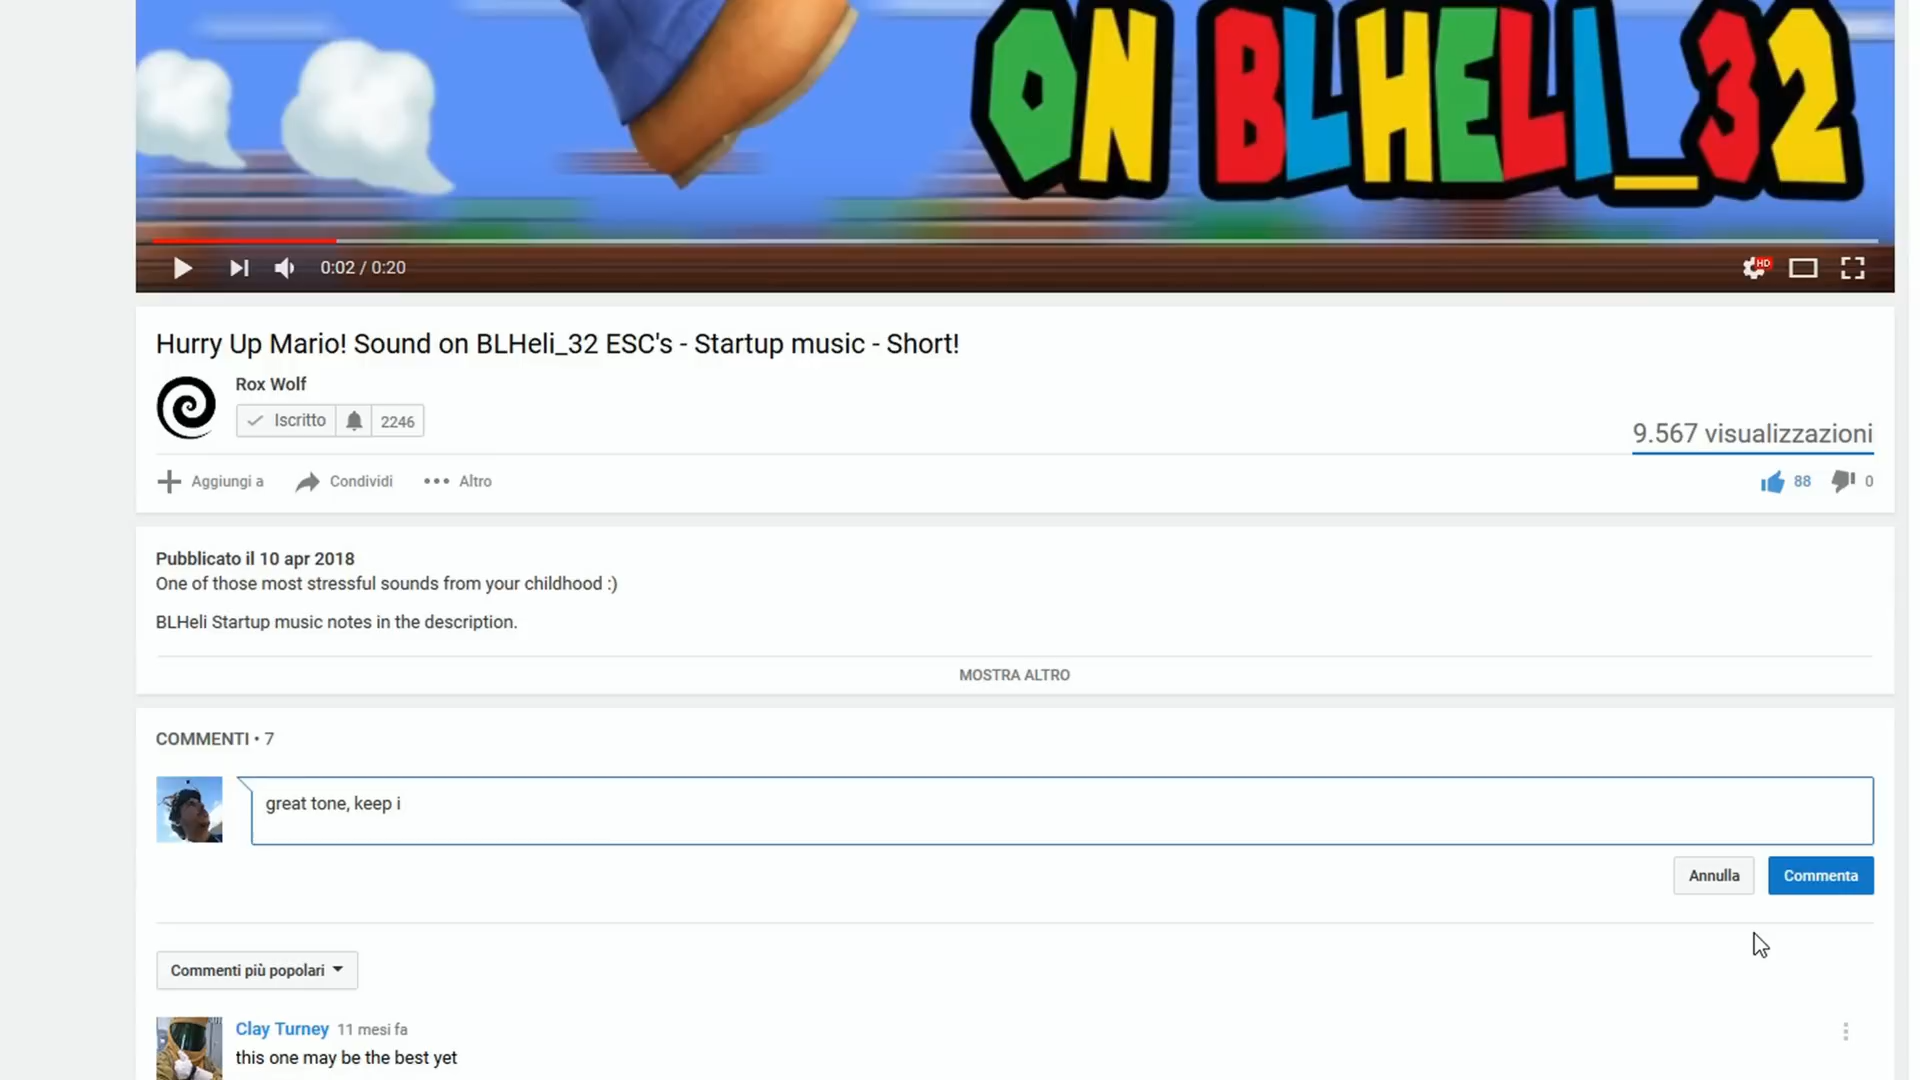 ON BLHELI_32
0:02 / 0:20
HD
Hurry Up Mario! Sound on BLHeli_32 ESC's - Startup music - Short!
Rox Wolf
Iscritto 2246
9.567 visualizzazioni
Aggiungi a Condividi Altro 88 0
Pubblicato il 10 apr 2018
One of those most stressful sounds from your childhood :)
BLHeli Startup music notes in the description.
MOSTRA ALTRO
COMMENTI • 7
great tone, keep i
Annulla Commenta
Commenti più popolari
Clay Turney 11 mesi fa
this one may be the best yet